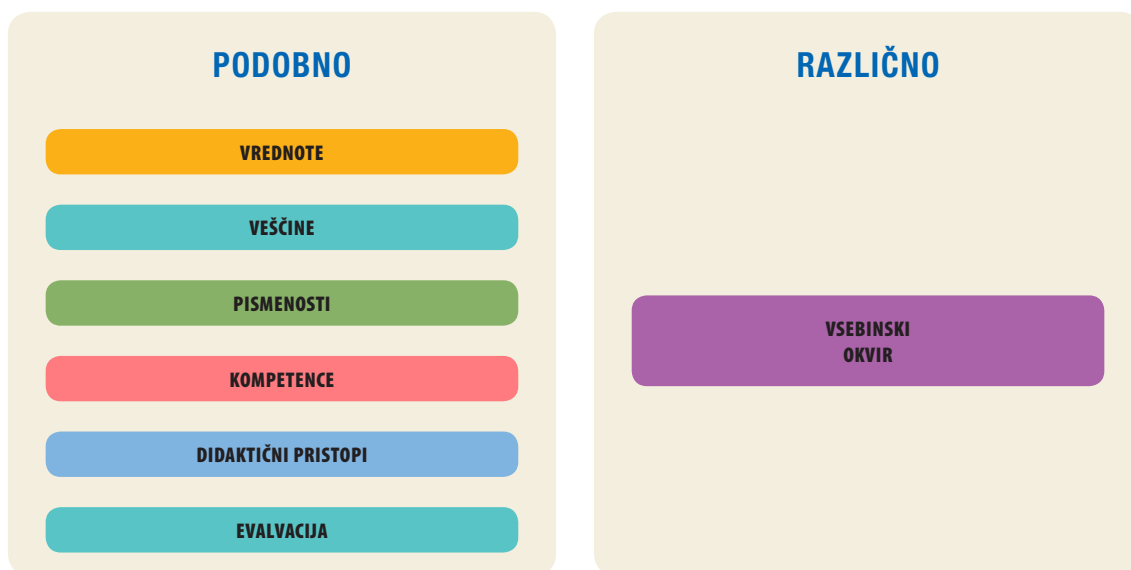 PODOBNO
VREDNOTE
VEŠČINE
PISMENOSTI
KOMPETENCE
DIDAKTIČNI PRISTOPI
EVALVACIJA
RAZLIČNO
VSEBINSKI
OKVIR